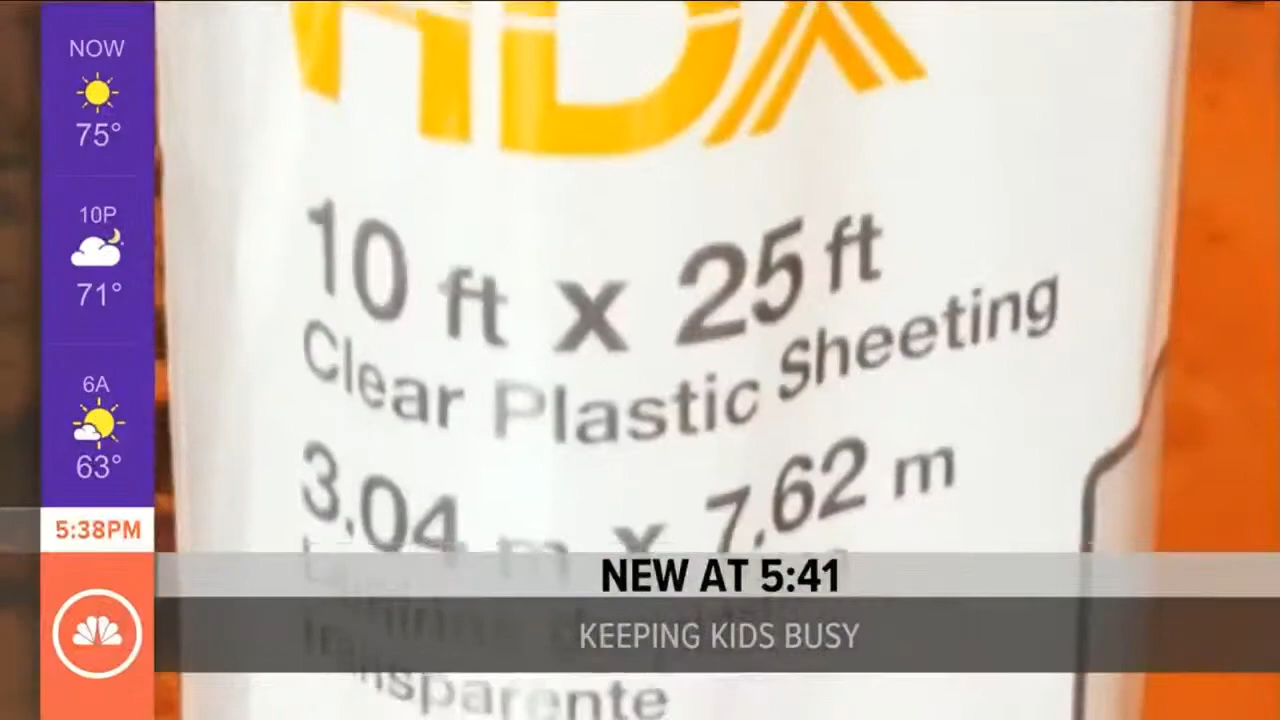 NOW
75°
10P
71°
6A
63°
5:38PM
HDX
10 ft x 25 ft
Clear Plastic Sheeting
3.04 m x 7.62 m
transparente
NEW AT 5:41
KEEPING KIDS BUSY